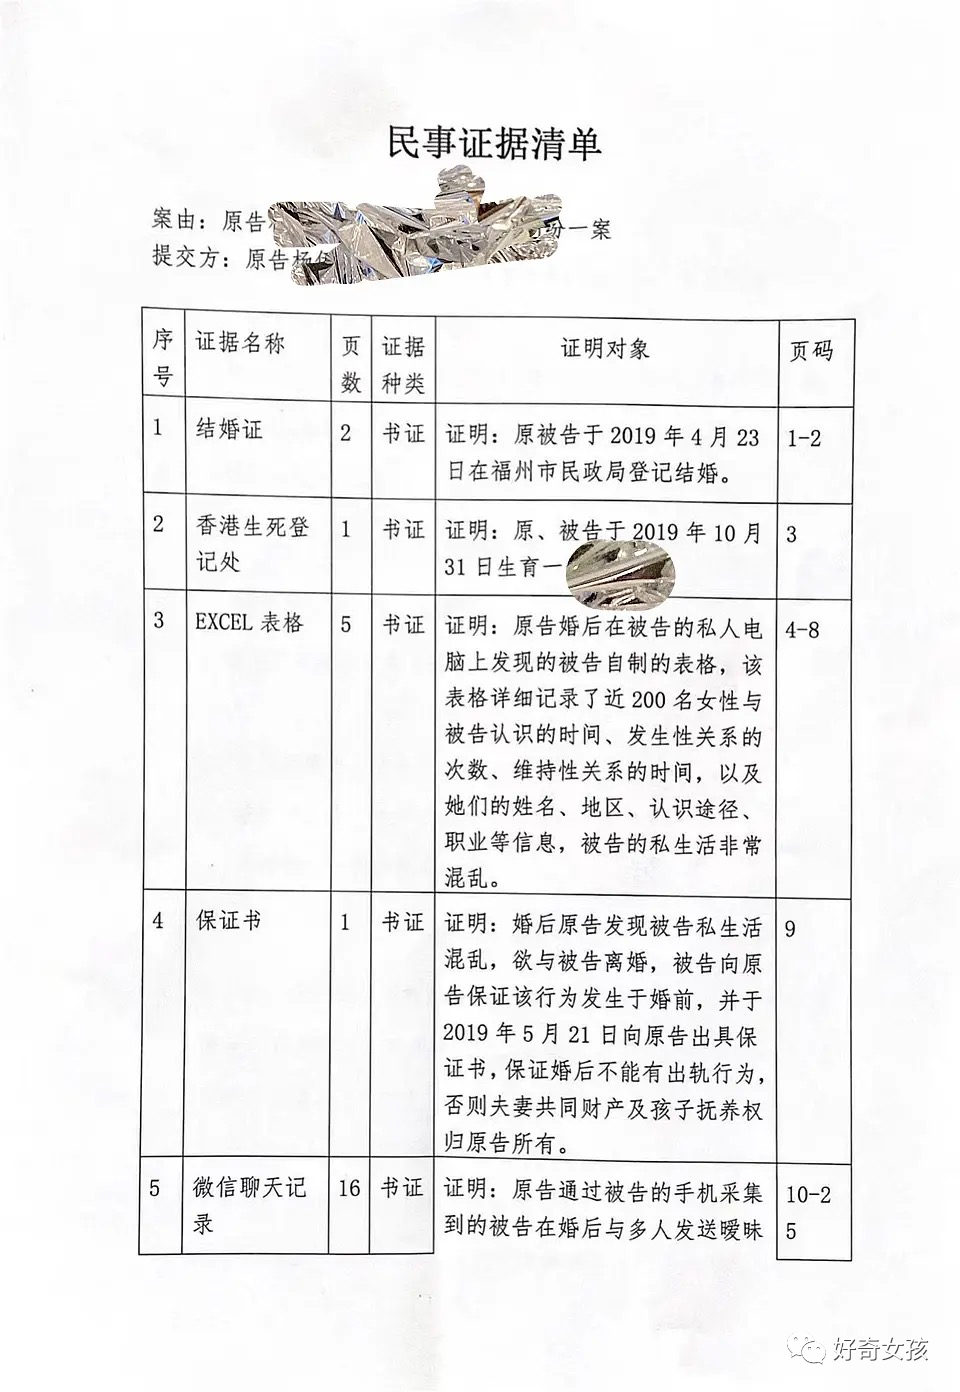 民事证据清单
案由：原告
纷一案
提交方：原告杨
序号 证据名称 页数 证据种类 证明对象 页码
1 结婚证 2 书证 证明：原被告于 2019 年 4 月 23 1-2
日在福州市民政局登记结婚。
2 香港生死登 1 书证 证明：原、被告于 2019 年 10 月 3
记处 31 日生育一
3 EXCEL 表格 5 书证 证明：原告婚后在被告的私人电 4-8
脑上发现的被告自制的表格，该
表格详细记录了近 200 名女性与
被告认识的时间、发生性关系的
次数、维持性关系的时间，以及
她们的姓名、地区、认识途径、
职业等信息，被告的私生活非常
混乱。
4 保证书 1 书证 证明：婚后原告发现被告私生活 9
混乱，欲与被告离婚，被告向原
告保证该行为发生于婚前，并于
2019 年 5 月 21 日向原告出具保
证书，保证婚后不能有出轨行为，
否则夫妻共同财产及孩子抚养权
归原告所有。
5 微信聊天记 16 书证 证明：原告通过被告的手机采集 10-2
录 到的被告在婚后与多人发送暧昧 5
好奇女孩